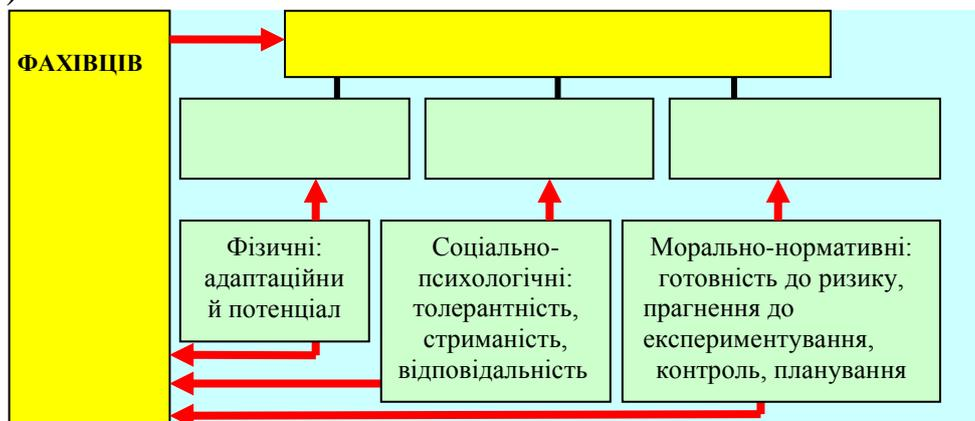 )
ФАХІВЦІВ
Фізичні:
адаптаційни
й потенціал
Соціально-
психологічні:
толерантність,
стриманість,
відповідальність
Морально-нормативні:
готовність до ризику,
прагнення до
експериментування,
контроль, планування